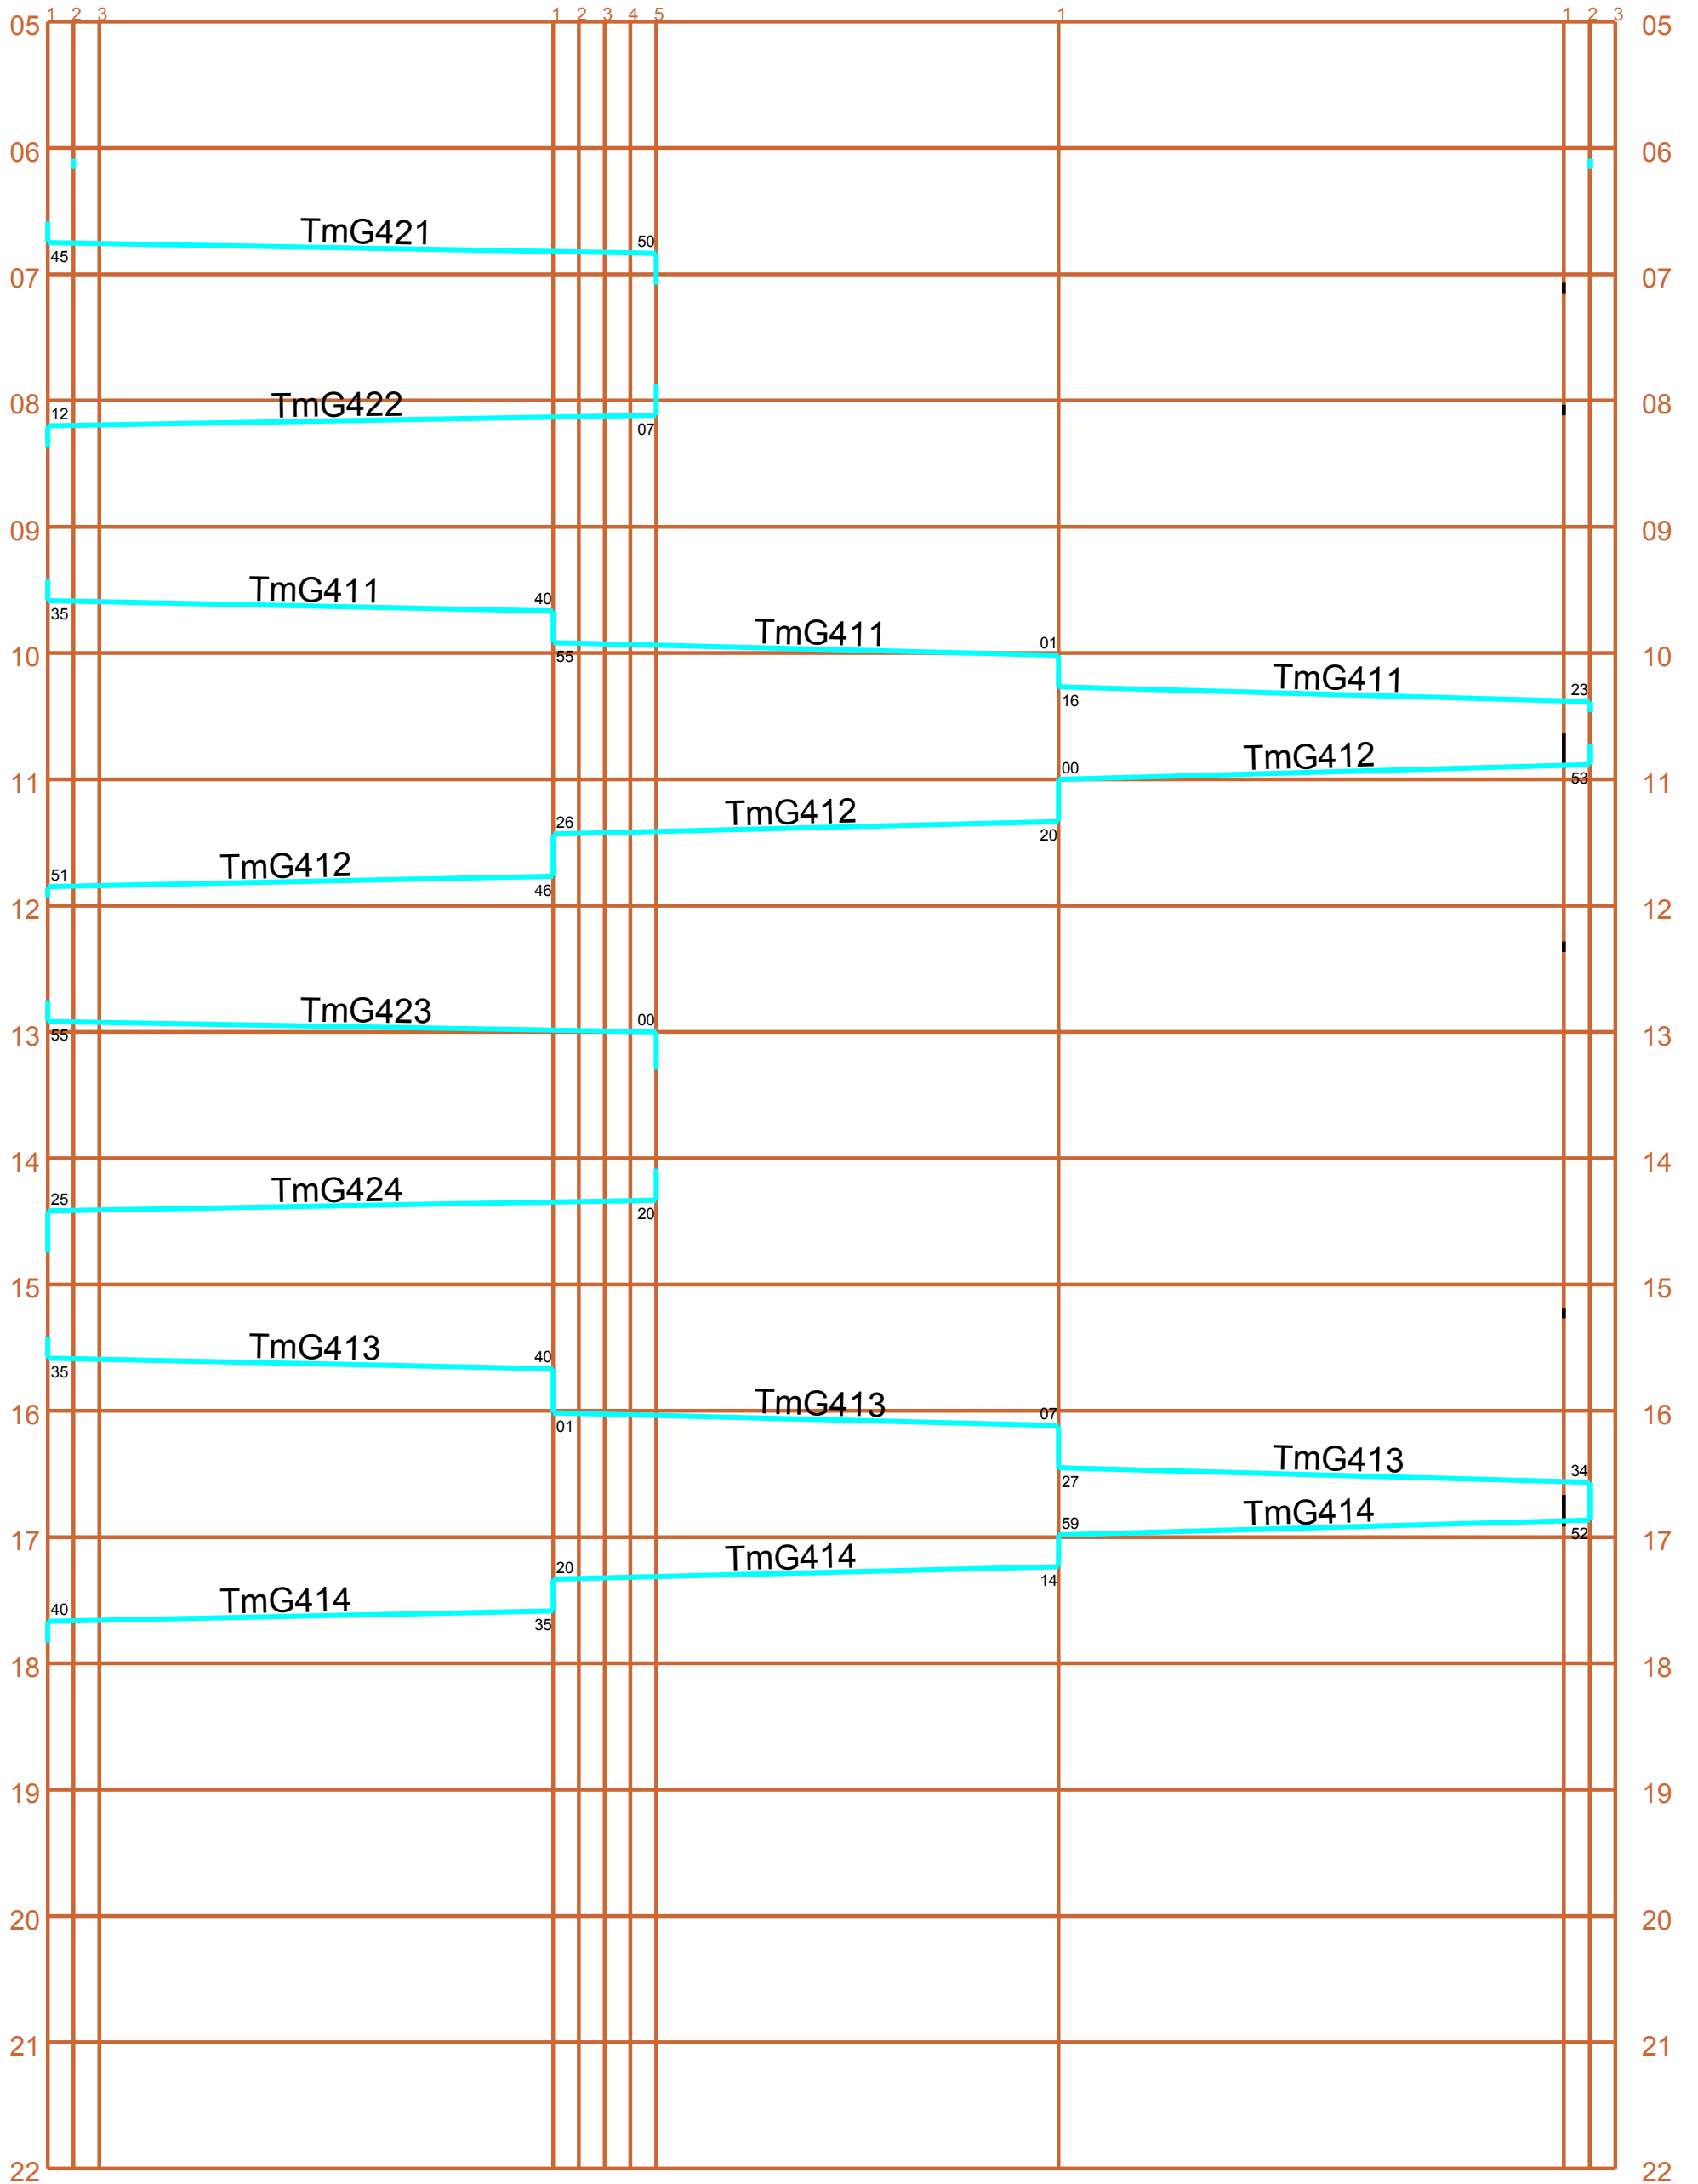 1 2 3 1 2 3 4 5 1 1 2 3
05 05
06 06
TmG421 50
45
07 07
12 TmG422 08 08
07
09 09
TmG411 40
35
TmG411 01
55
10 10
TmG411 23
16
00 TmG412
53
11 11
26 TmG412
20
51 TmG412
46
12 12
TmG423 00
55
13 13
14 14
25 TmG424
20
15 15
TmG413 40
35
TmG413 07
16 16
01
TmG413 34
27
59 TmG414
52
17 17
20 TmG414
14
40 TmG414
35
18 18
19 19
20 20
21 21
22 22